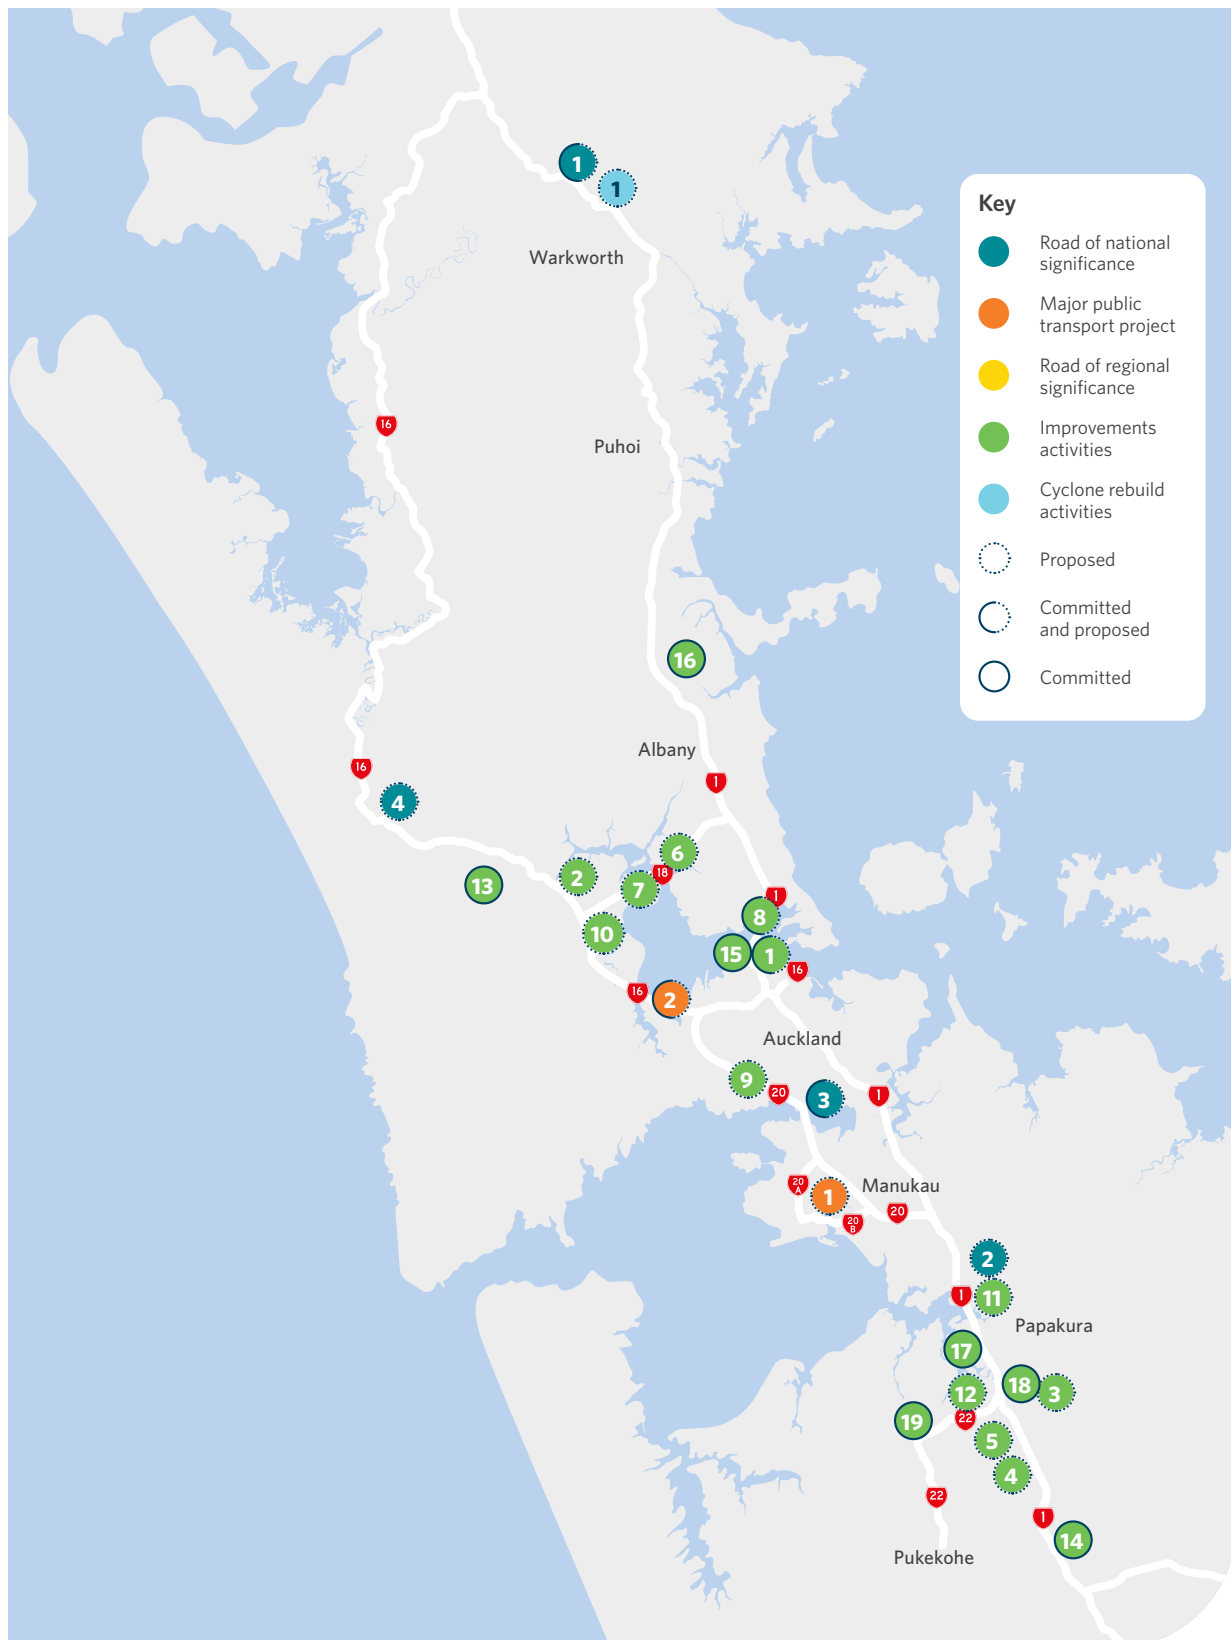 1
1
Key
Warkworth
Road of national
significance
Major public
transport project
Road of regional
significance
16
Puhoi
Improvements
activities
Cyclone rebuild
activities
Proposed
Committed
and proposed
16
Committed
Albany
16
1
4
6
18
2
13
7
1
8
10
15
1
16
16
2
Auckland
9
20
3
1
20
A
1
Manukau
20
B
20
2
1
11
Papakura
17
18
3
12
22
19
5
4
22
1
14
Pukekohe